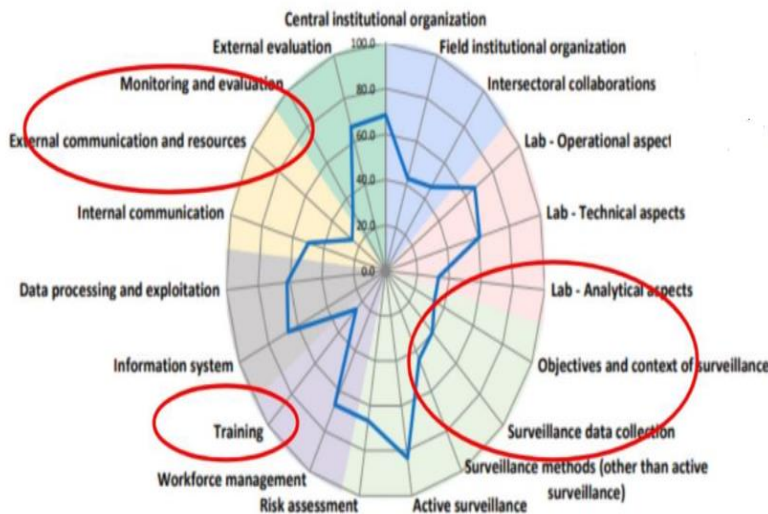 Central institutional organization
External evaluation
Field institutional organization
Monitoring and evaluation
Intersectoral collaborations
External communication and resources
Lab - Operational aspect
Internal communication
Lab - Technical aspects
Data processing and exploitation
Lab - Analytical aspects
Information system
Objectives and context of surveillance
Training
Surveillance data collection
Workforce management
Surveillance methods (other than active
surveillance)
Risk assessment
Active surveillance
100.0
80.0
60.0
40.0
20.0
0.0